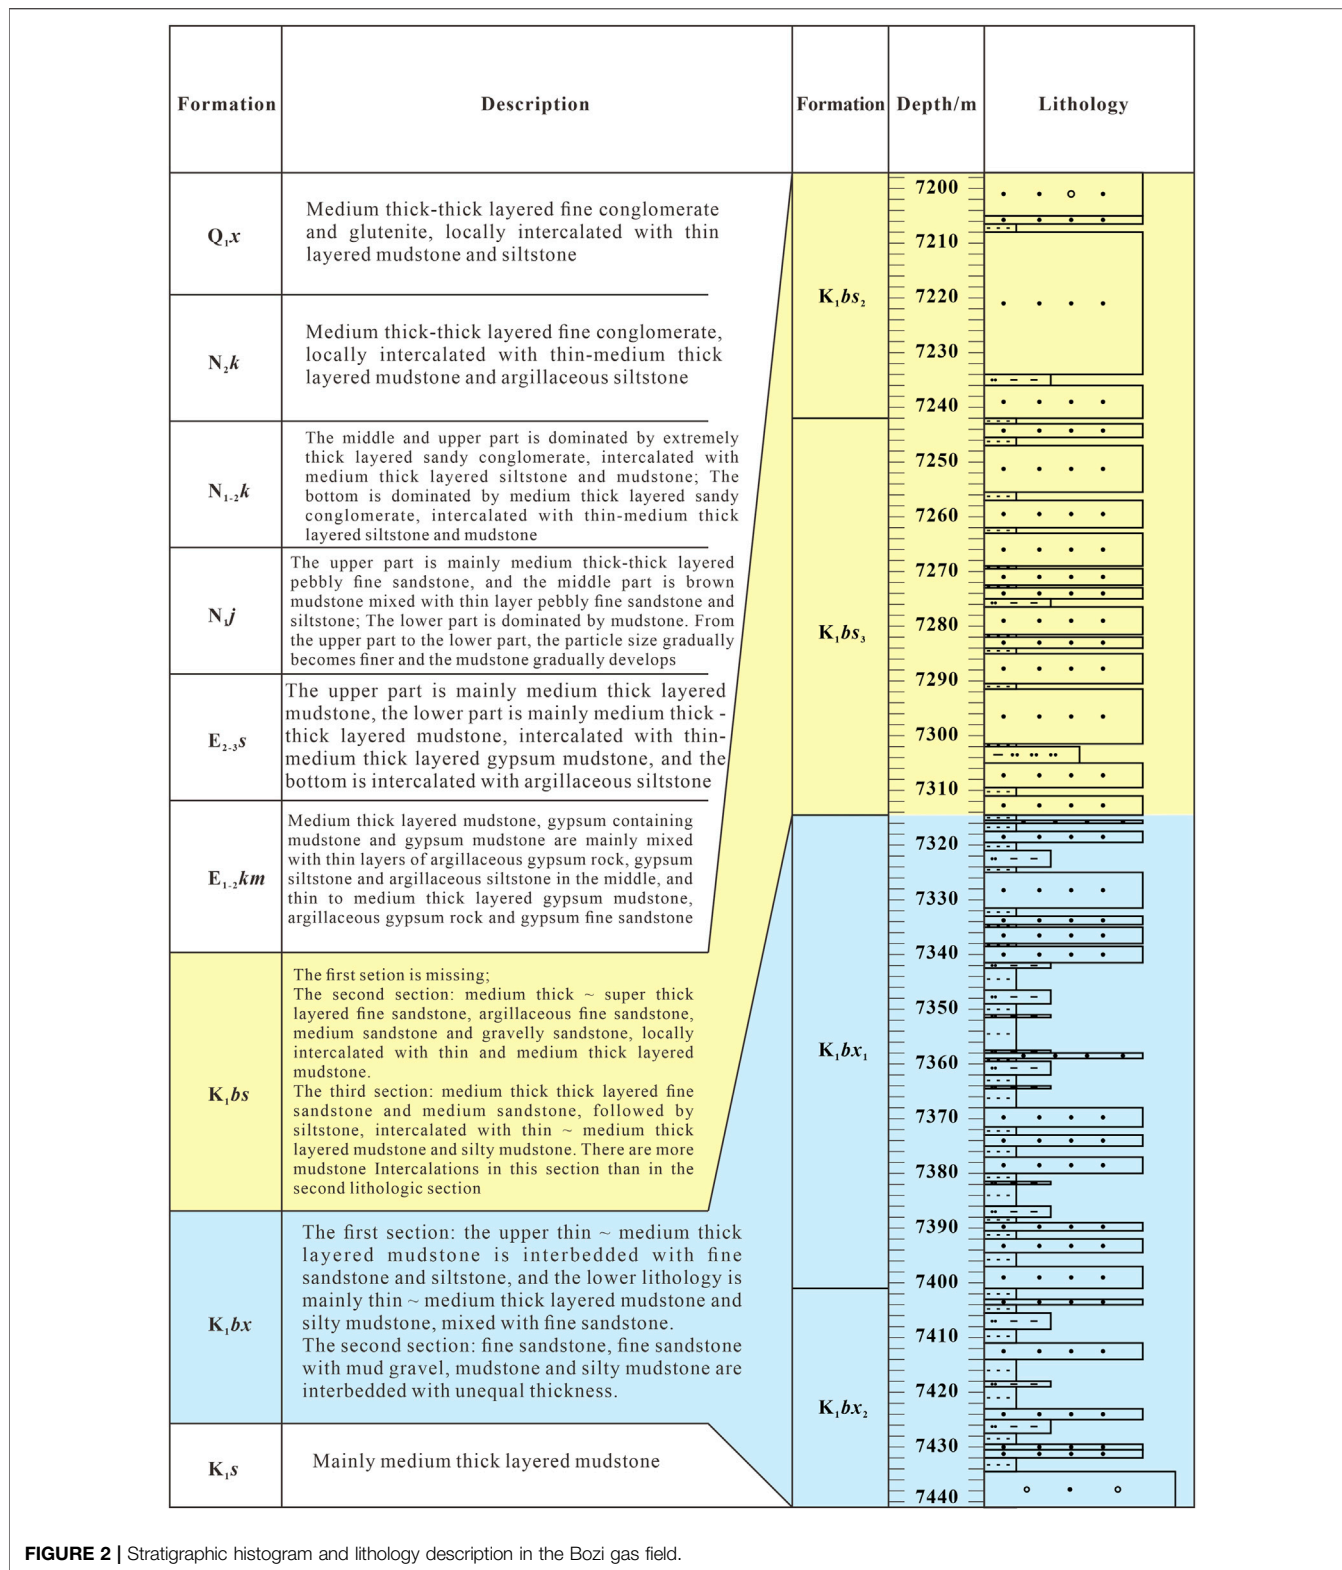 Formation
Description
Formation
Depth/m
Lithology
Q₁x
Medium thick-thick layered fine conglomerate
and glutenite, locally intercalated with thin
layered mudstone and siltstone
N₂k
Medium thick-thick layered fine conglomerate,
locally intercalated with thin-medium thick
layered mudstone and argillaceous siltstone
N₁₋₂k
The middle and upper part is dominated by extremely
thick layered sandy conglomerate, intercalated with
medium thick layered siltstone and mudstone; The
bottom is dominated by medium thick layered sandy
conglomerate, intercalated with thin-medium thick
layered siltstone and mudstone
N₁j
The upper part is mainly medium thick-thick layered
pebbly fine sandstone, and the middle part is brown
mudstone mixed with thin layer pebbly fine sandstone and
siltstone; The lower part is dominated by mudstone. From
the upper part to the lower part, the particle size gradually
becomes finer and the mudstone gradually develops
E₂₋₃s
The upper part is mainly medium thick layered
mudstone, the lower part is mainly medium thick -
thick layered mudstone, intercalated with thin-
medium thick layered gypsum mudstone, and the
bottom is intercalated with argillaceous siltstone
E₁₋₂km
Medium thick layered mudstone, gypsum containing
mudstone and gypsum mudstone are mainly mixed
with thin layers of argillaceous gypsum rock, gypsum
siltstone and argillaceous siltstone in the middle, and
thin to medium thick layered gypsum mudstone,
argillaceous gypsum rock and gypsum fine sandstone
K₁bs
The first setion is missing;
The second section: medium thick ~ super thick
layered fine sandstone, argillaceous fine sandstone,
medium sandstone and gravelly sandstone, locally
intercalated with thin and medium thick layered
mudstone.
The third section: medium thick thick layered fine
sandstone and medium sandstone, followed by
siltstone, intercalated with thin ~ medium thick
layered mudstone and silty mudstone. There are more
mudstone Intercalations in this section than in the
second lithologic section
K₁bx
The first section: the upper thin ~ medium thick
layered mudstone is interbedded with fine
sandstone and siltstone, and the lower lithology is
mainly thin ~ medium thick layered mudstone and
silty mudstone, mixed with fine sandstone.
The second section: fine sandstone, fine sandstone
with mud gravel, mudstone and silty mudstone are
interbedded with unequal thickness.
K₁s
Mainly medium thick layered mudstone
K₁bs₂
K₁bs₃
K₁bx₁
K₁bx₂
7200
7210
7220
7230
7240
7250
7260
7270
7280
7290
7300
7310
7320
7330
7340
7350
7360
7370
7380
7390
7400
7410
7420
7430
7440
FIGURE 2 | Stratigraphic histogram and lithology description in the Bozi gas field.